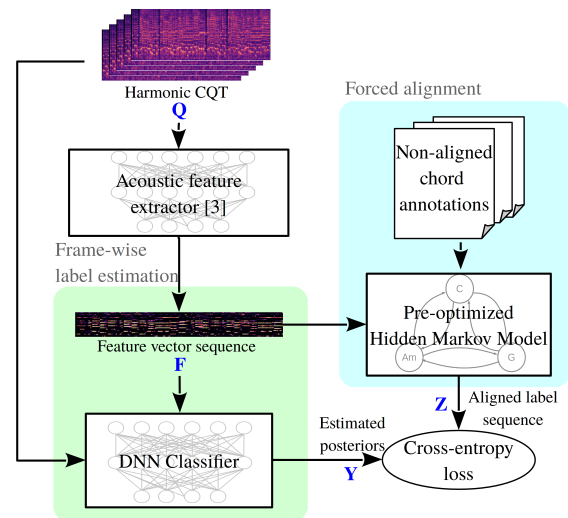 Harmonic CQT
Q
Acoustic feature
extractor [3]
Frame-wise
label estimation
Feature vector sequence
F
DNN Classifier
Forced alignment
Non-aligned
chord
annotations
C
Pre-optimized
Hidden Markov Model
Am
G
Z
Aligned label
sequence
Estimated
posteriors
Y
Cross-entropy
loss